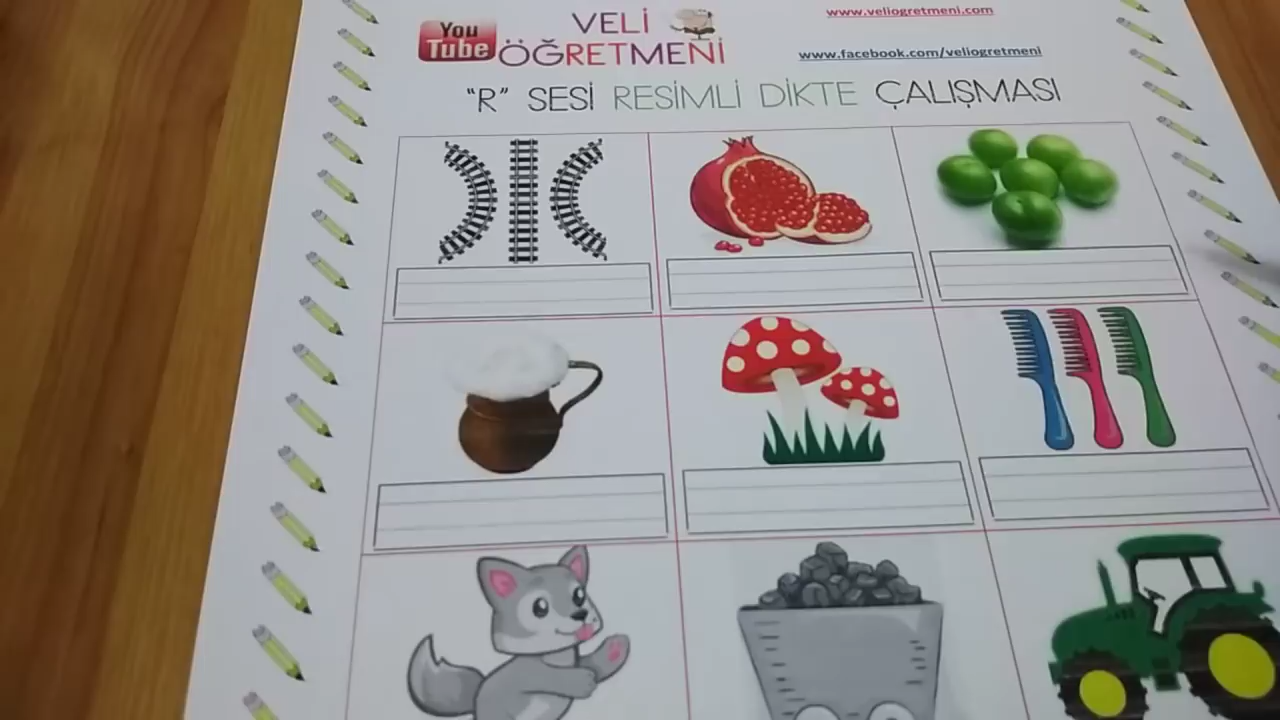 You
Tube
VELİ
ÖĞRETMENİ
www.veliogretmeni.com
www.facebook.com/veliogretmeni
"R" SESİ RESİMLİ DİKTE ÇALIŞMASI